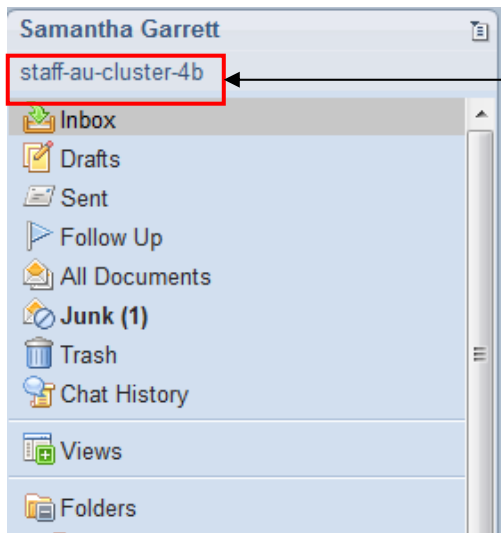 Samantha Garrett
staff-au-cluster-4b
Inbox
Drafts
Sent
Follow Up
All Documents
Junk (1)
Trash
Chat History
Views
Folders